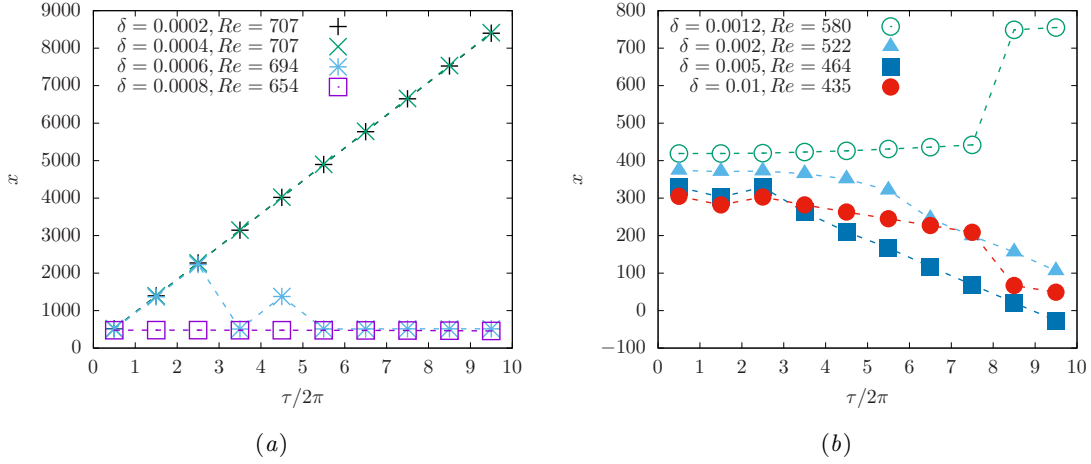 δ = 0.0002, Re = 707
δ = 0.0004, Re = 707
δ = 0.0006, Re = 694
δ = 0.0008, Re = 654
9000
8000
7000
6000
5000
4000
3000
2000
1000
0
x
0 1 2 3 4 5 6 7 8 9 10
τ/2π
(a)
δ = 0.0012, Re = 580
δ = 0.002, Re = 522
δ = 0.005, Re = 464
δ = 0.01, Re = 435
800
700
600
500
400
300
200
100
0
−100
x
0 1 2 3 4 5 6 7 8 9 10
τ/2π
(b)